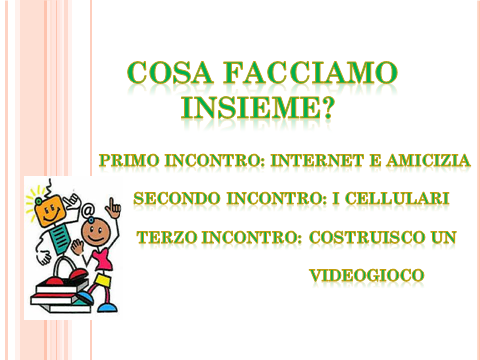 COSA FACCIAMO
INSIEME?
PRIMO INCONTRO: INTERNET E AMICIZIA
SECONDO INCONTRO: I CELLULARI
TERZO INCONTRO: COSTRUISCO UN
VIDEOGIOCO
@